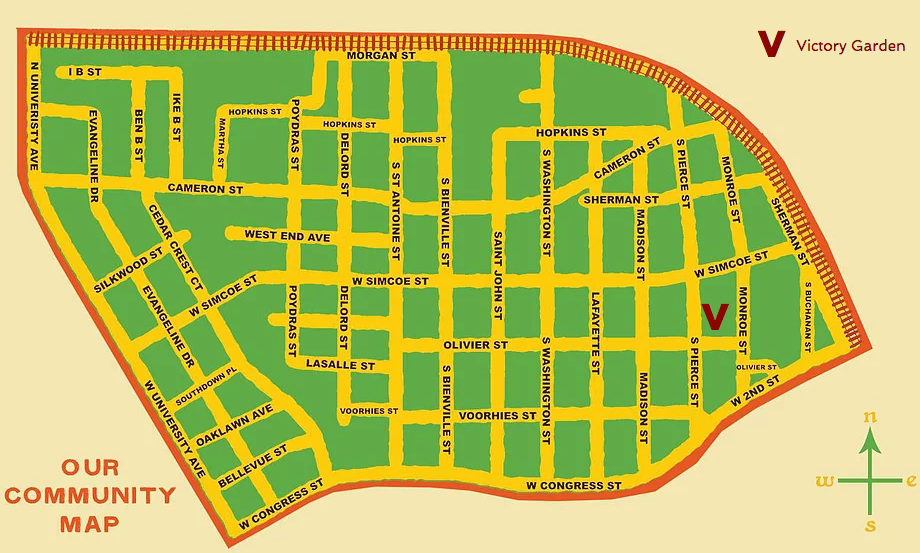 V Victory Garden
MORGAN ST
N UNIVERISTY AVE
I B ST
IKE B ST
BEN B ST
EVANGELINE DR
HOPKINS ST
MARTHA ST
POYDRAS ST
HOPKINS ST
DELORD ST
HOPKINS ST
HOPKINS ST
CAMERON ST
S ST ANTOINE ST
S BIENVILLE ST
S WASHINGTON ST
S PIERCE ST
MONROE ST
CAMERON ST
SHERMAN ST
SHERMAN ST
MADISON ST
CEDAR CREST CT
WEST END AVE
SAINT JOHN ST
SILKWOOD ST
W SIMCOE ST
W SIMCOE ST
W SIMCOE ST
EVANGELINE DR
POYDRAS ST
DELORD ST
LAFAYETTE ST
MONROE ST
S BUCHANAN ST
V
OLIVIER ST
LASALLE ST
S BIENVILLE ST
S WASHINGTON ST
MADISON ST
S PIERCE ST
OLIVIER ST
W 2ND ST
SOUTHDOWN PL
W UNIVERSITY AVE
OAKLAWN AVE
VOORHIES ST
VOORHIES ST
BELLEVUE ST
W CONGRESS ST
W CONGRESS ST
OUR
COMMUNITY
MAP
n
w e
s